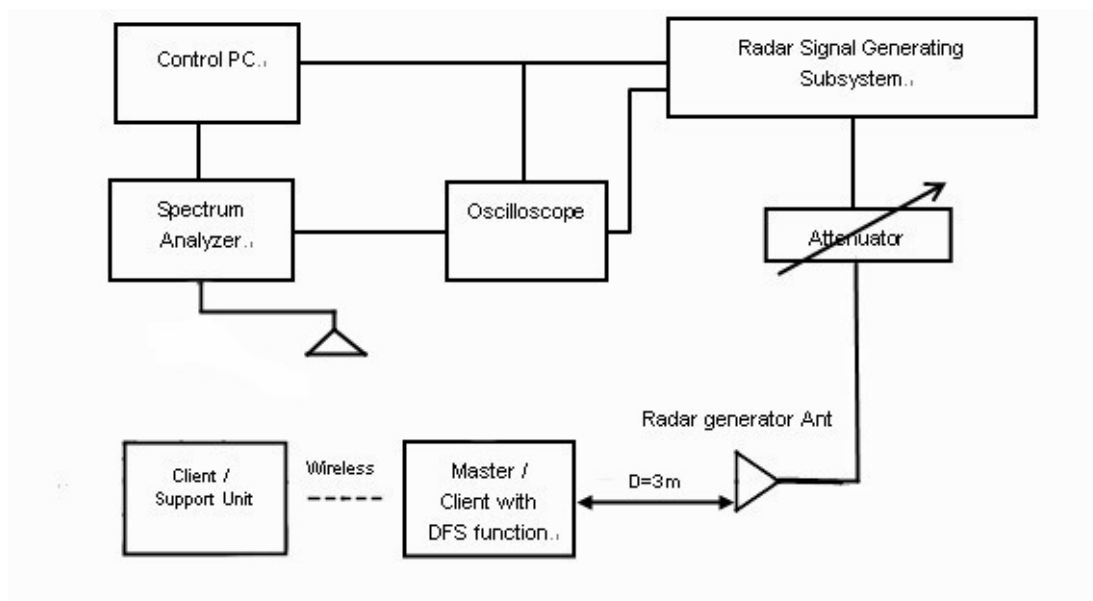 Control PC.
Radar Signal Generating
Subsystem.
Spectrum
Analyzer.
Oscilloscope
Attenuator
Radar generator Ant
Client /
Support Unit
Wireless
Master /
Client with
DFS function.
D=3m